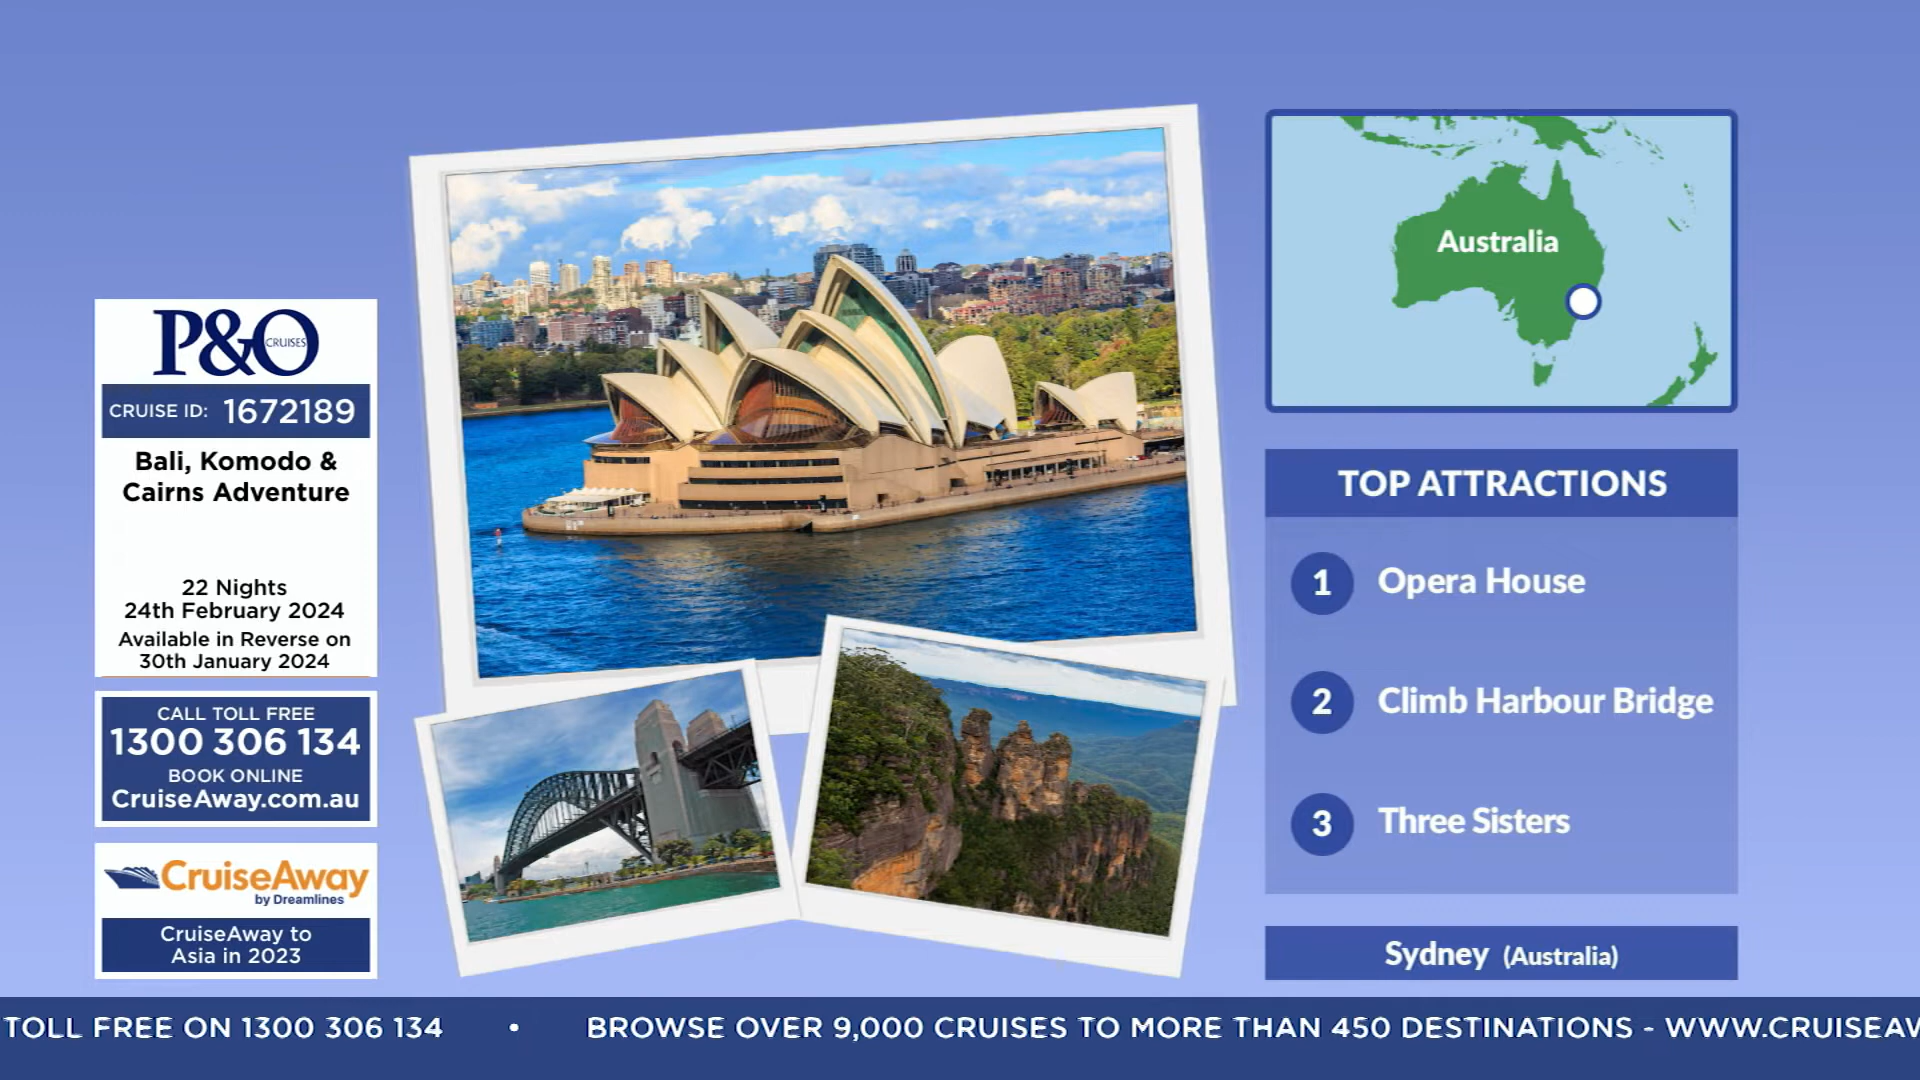 P&O
CRUISES
CRUISE ID: 1672189
Bali, Komodo &
Cairns Adventure
22 Nights
24th February 2024
Available in Reverse on
30th January 2024
CALL TOLL FREE
1300 306 134
BOOK ONLINE
CruiseAway.com.au
CruiseAway
by Dreamlines
CruiseAway to
Asia in 2023
Australia
TOP ATTRACTIONS
1 Opera House
2 Climb Harbour Bridge
3 Three Sisters
Sydney (Australia)
TOLL FREE ON 1300 306 134 • BROWSE OVER 9,000 CRUISES TO MORE THAN 450 DESTINATIONS - WWW.CRUISEAW